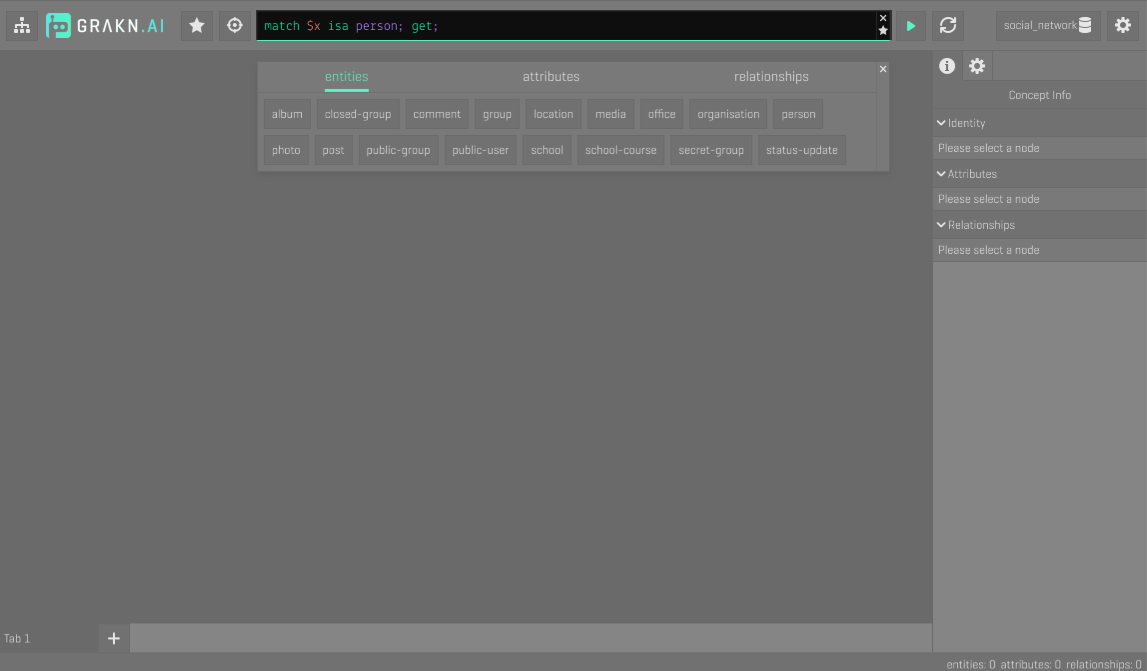 GRAKN.AI
match $x isa person; get;
social_network
entities attributes relationships
album closed-group comment group location media office organisation person
photo post public-group public-user school school-course secret-group status-update
Concept Info
Identity
Please select a node
Attributes
Please select a node
Relationships
Please select a node
Tab 1
entities: 0 attributes: 0 relationships: 0